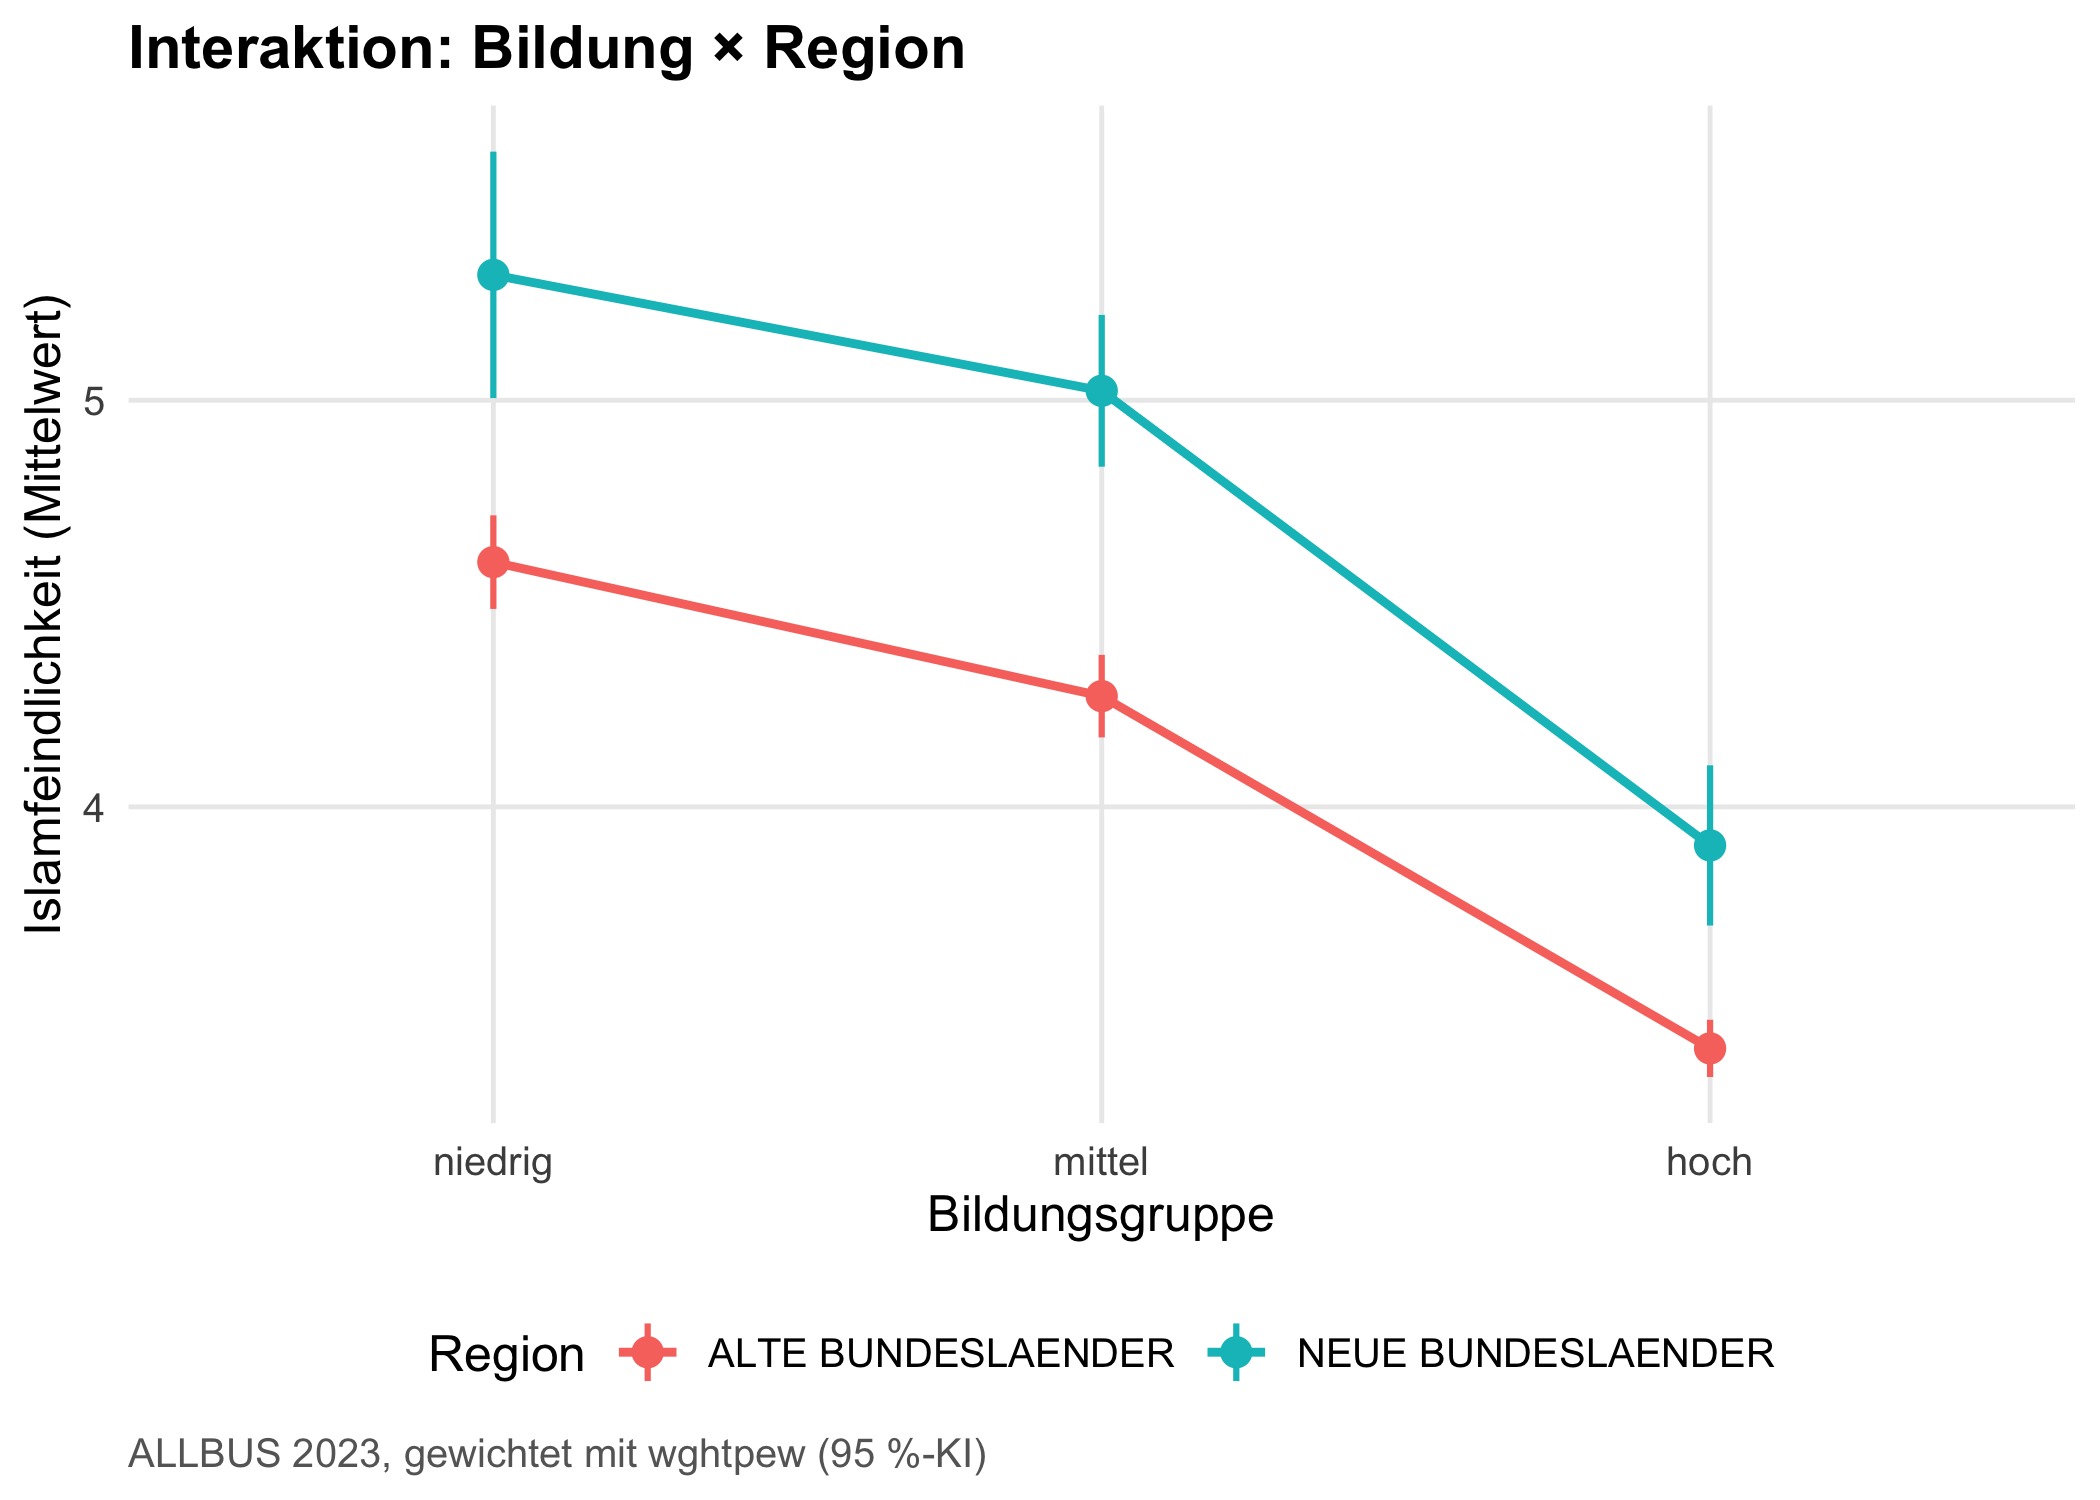 Interaktion: Bildung × Region
Islamfeindlichkeit (Mittelwert)
5
4
niedrig mittel hoch
Bildungsgruppe
Region ALTE BUNDESLAENDER NEUE BUNDESLAENDER
ALLBUS 2023, gewichtet mit wghtpew (95 %-KI)